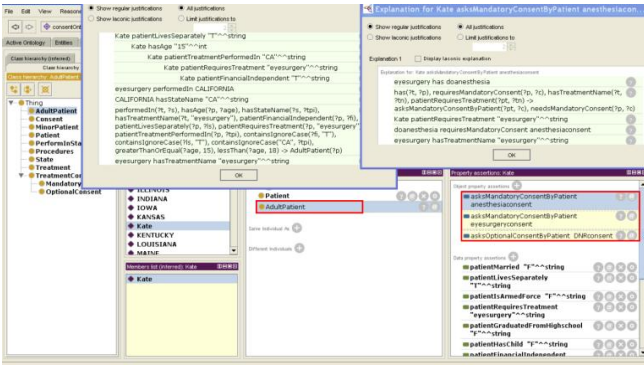 File Edit View Reasoner
consentOnt
Active Ontology Entities
Class hierarchy (inferred)
Class hierarchy
Class hierarchy: AdultPatient
Thing
AdultPatient
Consent
MinorPatient
Patient
PerformInSta
Procedures
State
Treatment
TreatmentCon
Mandatory
OptionalConsent
Show regular justifications All justifications
Show laconic justifications Limit justifications to
Kate patientLivesSeparately "T"^^string
Kate hasAge "15"^^int
Kate patientTreatmentPerformedIn "CA"^^string
Kate patientRequiresTreatment "eyesurgery"^^string
Kate patientFinancialIndependent "T"^^string
eyesurgery performedIn CALIFORNIA
CALIFORNIA hasStateName "CA"^^string
performedIn(?t, ?s), hasAge(?p, ?age), hasStateName(?s, ?tpi),
hasTreatmentName(?t, "eyesurgery"), patientFinancialIndependent(?p, ?fi),
patientLivesSeparately(?p, ?ls), patientRequiresTreatment(?p, "eyesurgery"
patientTreatmentPerformedIn(?p, ?tpi), containsIgnoreCase(?fi, "T"),
containsIgnoreCase(?ls, "T"), containsIgnoreCase("CA", ?tpi),
greaterThanOrEqual(?age, 15), lessThan(?age, 18) -> AdultPatient(?p)
eyesurgery hasTreatmentName "eyesurgery"^^string
OK
Explanation for Kate asksMandatoryConsentByPatient anesthesiacon...
Show regular justifications All justifications
Show laconic justifications Limit justifications to
Explanation 1 Display laconic explanation
Explanation for: Kate asksMandatoryConsentByPatient anesthesiaconsent
eyesurgery has doanesthesia
has(?t, ?p), requiresMandatoryConsent(?p, ?c), hasTreatmentName(?t,
?tn), patientRequiresTreatment(?pt, ?tn) ->
asksMandatoryConsentByPatient(?pt, ?c), needsMandatoryConsent(?p, ?c)
Kate patientRequiresTreatment "eyesurgery"^^string
doanesthesia requiresMandatoryConsent anesthesiaconsent
eyesurgery hasTreatmentName "eyesurgery"^^string
OK
ILLINOIS
INDIANA
IOWA
KANSAS
Kate
KENTUCKY
LOUISIANA
MAINE
Members list (inferred): Kate
Kate
Patient
AdultPatient
Same Individual As
Different Individuals
Property assertions: Kate
Object property assertions
asksMandatoryConsentByPatient
anesthesiaconsent
asksMandatoryConsentByPatient
eyesurgeryconsent
asksOptionalConsentByPatient DNRconsent
Data property assertions
patientMarried "F"^^string
patientLivesSeparately
"T"^^string
patientIsArmedForce "F"^^string
patientRequiresTreatment
"eyesurgery"^^string
patientGraduatedFromHighschool
"F"^^string
patientHasChild "F"^^string
patientFinancialIndependent